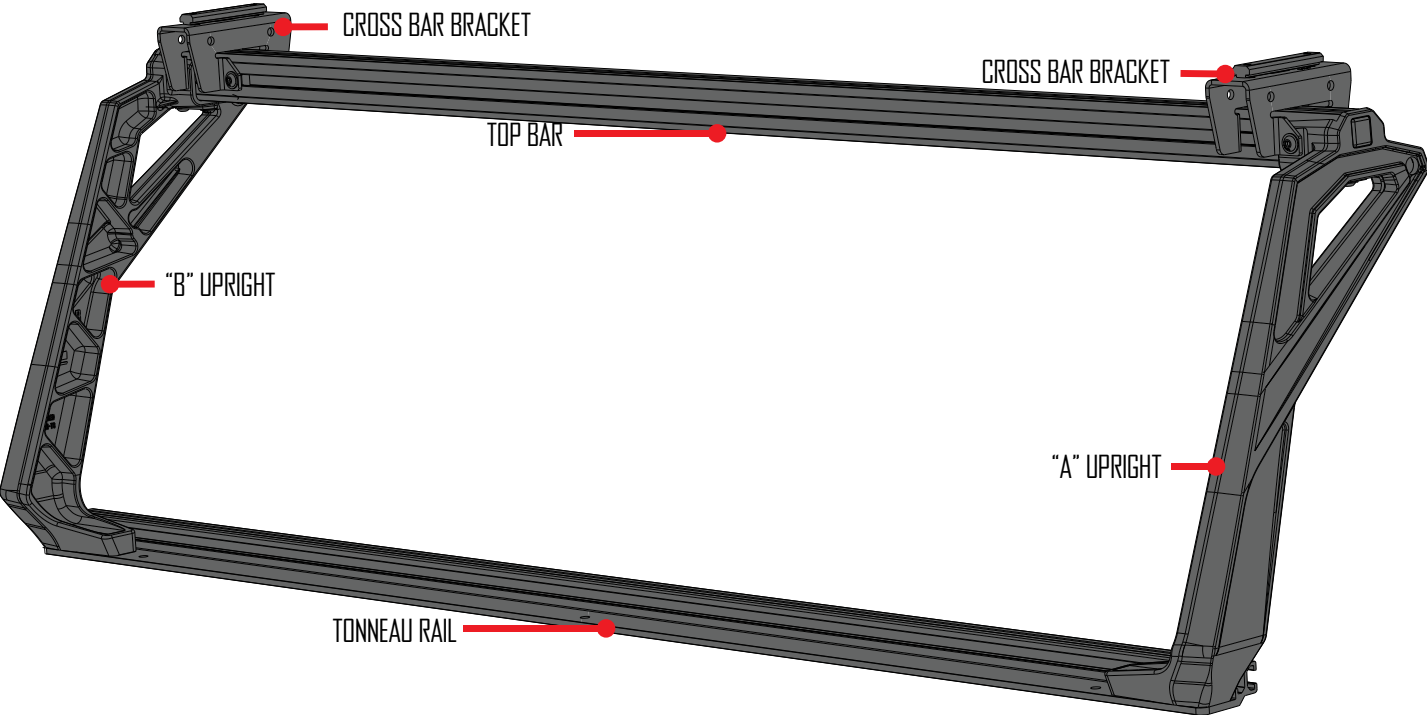 CROSS BAR BRACKET
CROSS BAR BRACKET
TOP BAR
“B” UPRIGHT
“A” UPRIGHT
TONNEAU RAIL